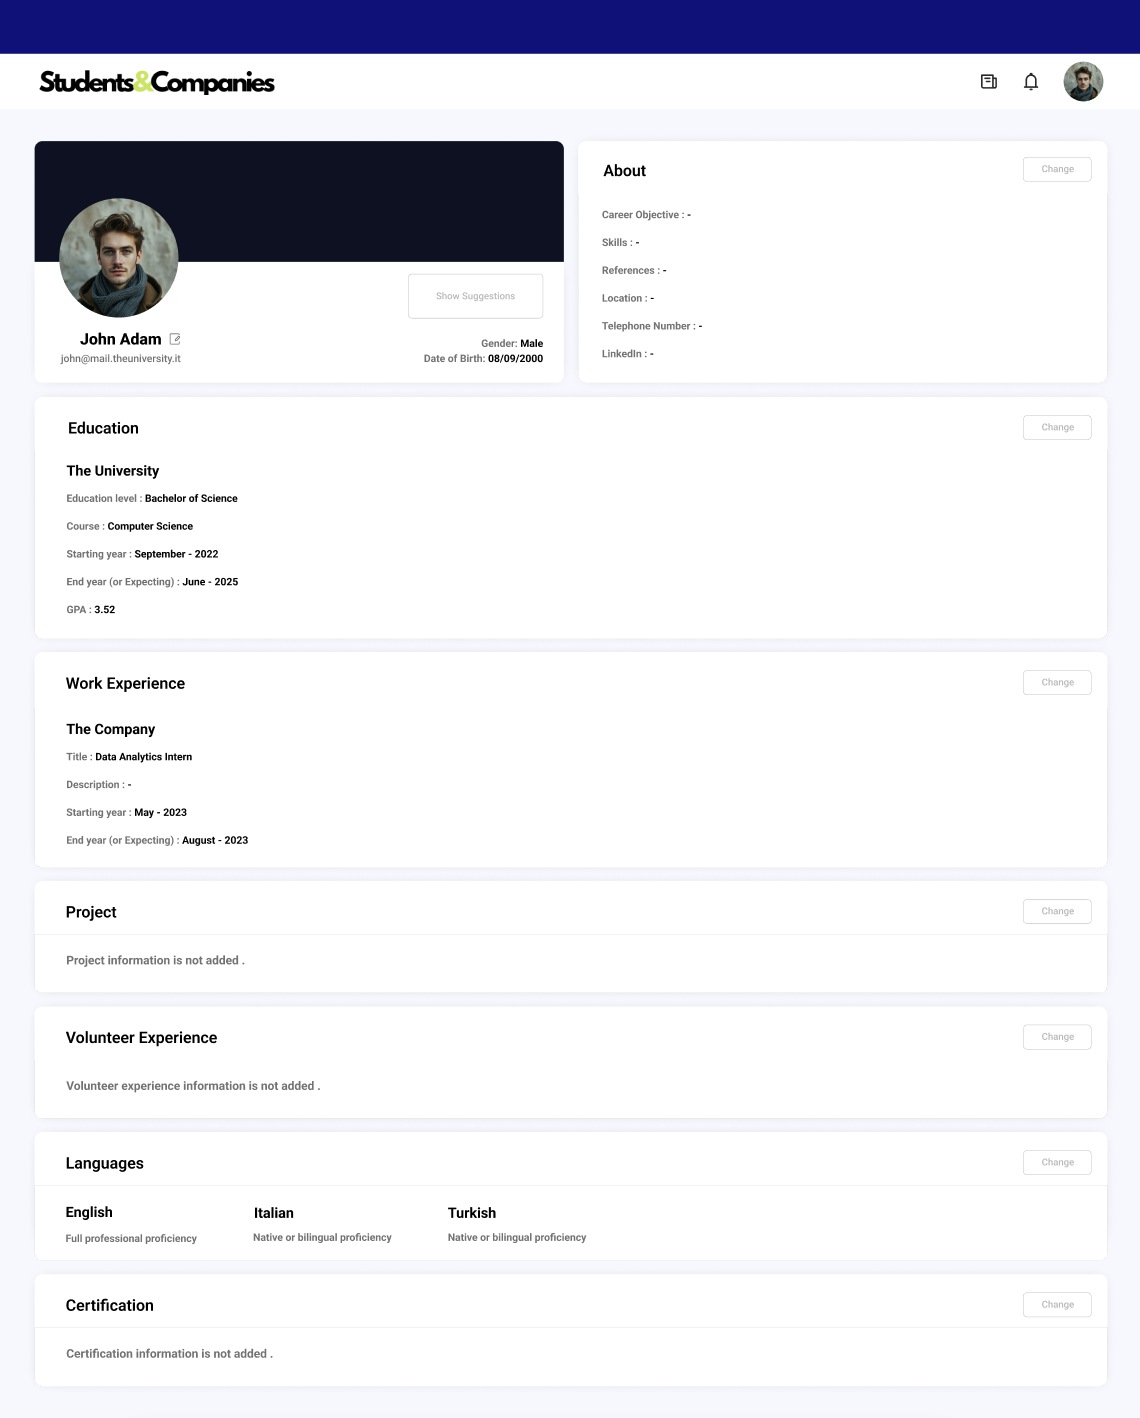 Students&Companies
Show Suggestions
John Adam
john@mail.theuniversity.it
Gender: Male
Date of Birth: 08/09/2000
About
Change
Career Objective : -
Skills : -
References : -
Location : -
Telephone Number : -
LinkedIn : -
Education
Change
The University
Education level : Bachelor of Science
Course : Computer Science
Starting year : September - 2022
End year (or Expecting) : June - 2025
GPA : 3.52
Work Experience
Change
The Company
Title : Data Analytics Intern
Description : -
Starting year : May - 2023
End year (or Expecting) : August - 2023
Project
Change
Project information is not added .
Volunteer Experience
Change
Volunteer experience information is not added .
Languages
Change
English
Full professional proficiency
Italian
Native or bilingual proficiency
Turkish
Native or bilingual proficiency
Certification
Change
Certification information is not added .